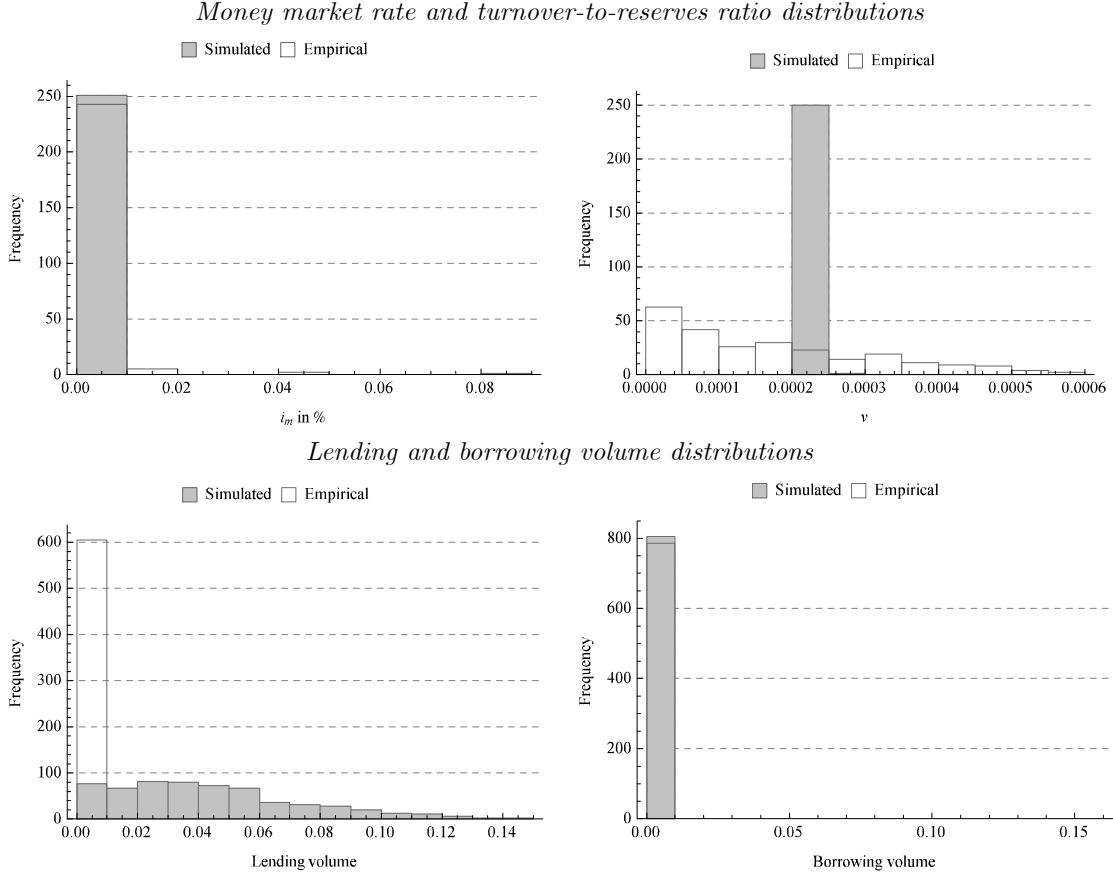 Money market rate and turnover-to-reserves ratio distributions
Simulated Empirical
Frequency
250
200
150
100
50
0
0.00 0.02 0.04 0.06 0.08
i_m in %
Simulated Empirical
Frequency
250
200
150
100
50
0
0.0000 0.0001 0.0002 0.0003 0.0004 0.0005 0.0006
v
Lending and borrowing volume distributions
Simulated Empirical
Frequency
600
500
400
300
200
100
0
0.00 0.02 0.04 0.06 0.08 0.10 0.12 0.14
Lending volume
Simulated Empirical
Frequency
800
600
400
200
0
0.00 0.05 0.10 0.15
Borrowing volume